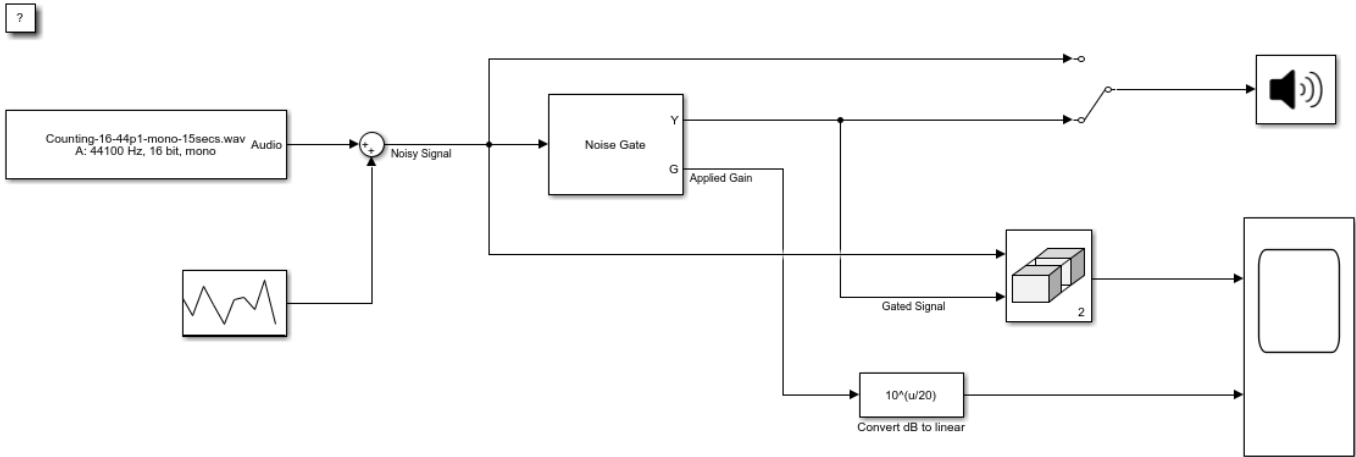 ?
Counting-16-44p1-mono-15secs.wav
A: 44100 Hz, 16 bit, mono
Audio
+
+
Noisy Signal
Noise Gate
Y
G
Applied Gain
Gated Signal
2
10^(u/20)
Convert dB to linear